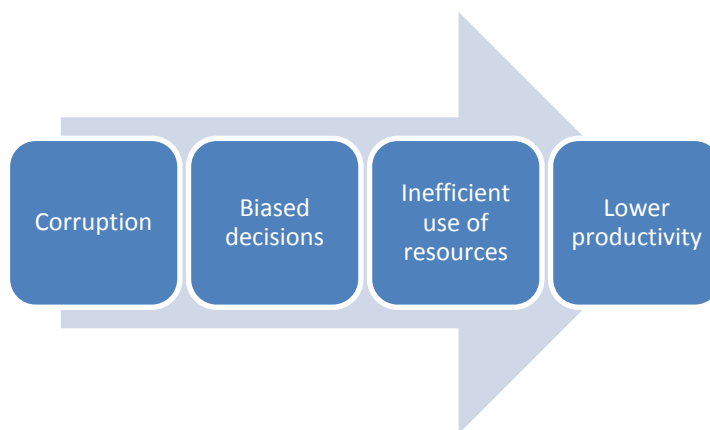 Corruption
Biased
decisions
Inefficient
use of
resources
Lower
productivity